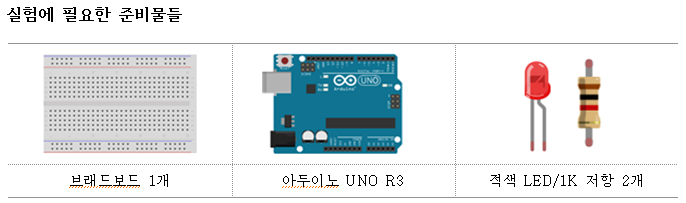 실험에 필요한 준비물들
UNO
브래드보드 1개
아두이노 UNO R3
적색 LED/1K 저항 2개